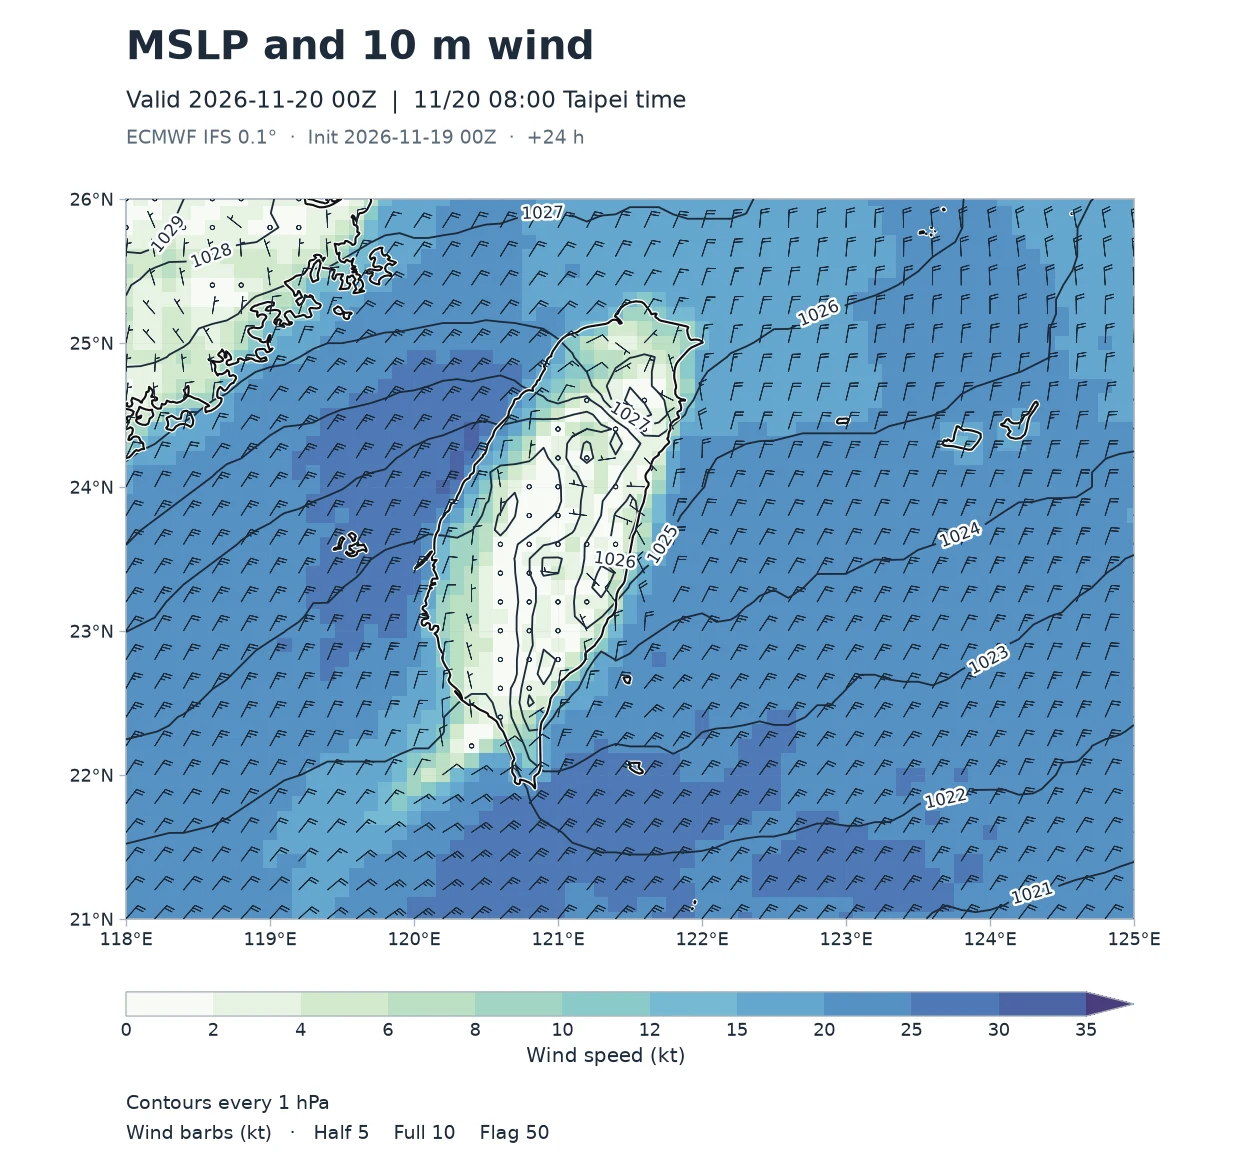 MSLP and 10 m wind
Valid 2026-11-20 00Z | 11/20 08:00 Taipei time
ECMWF IFS 0.1° · Init 2026-11-19 00Z · +24 h
26°N
1027
1029
1028
1026
25°N
1027
24°N
1024
1025
1026
23°N
1023
22°N
1022
1021
21°N
118°E 119°E 120°E 121°E 122°E 123°E 124°E 125°E
0 2 4 6 8 10 12 15 20 25 30 35
Wind speed (kt)
Contours every 1 hPa
Wind barbs (kt) · Half 5 Full 10 Flag 50